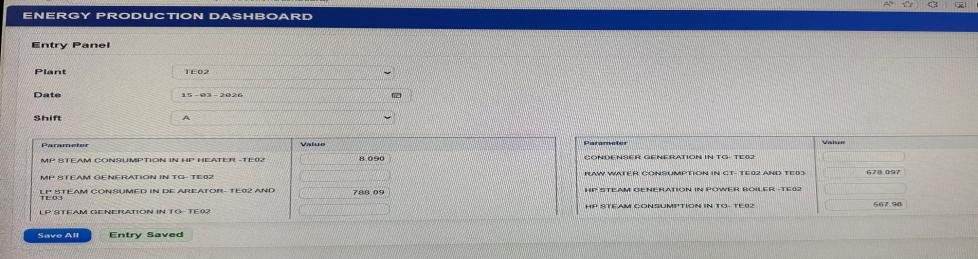 ENERGY PRODUCTION DASHBOARD
Entry Panel
Plant TE02
Date 15-03-2026
Shift A
Parameter Value
MP STEAM CONSUMPTION IN HP HEATER -TE02 8.090
MP STEAM GENERATION IN TG- TE02
LP STEAM CONSUMED IN DE AREATOR- TE02 AND TE03 788.09
LP STEAM GENERATION IN TG- TE02
Parameter Value
CONDENSER GENERATION IN TG- TE02
RAW WATER CONSUMPTION IN CT- TE02 AND TE03 678.097
HP STEAM GENERATION IN POWER BOILER -TE02
HP STEAM CONSUMPTION IN TG- TE02 567.98
Save All Entry Saved